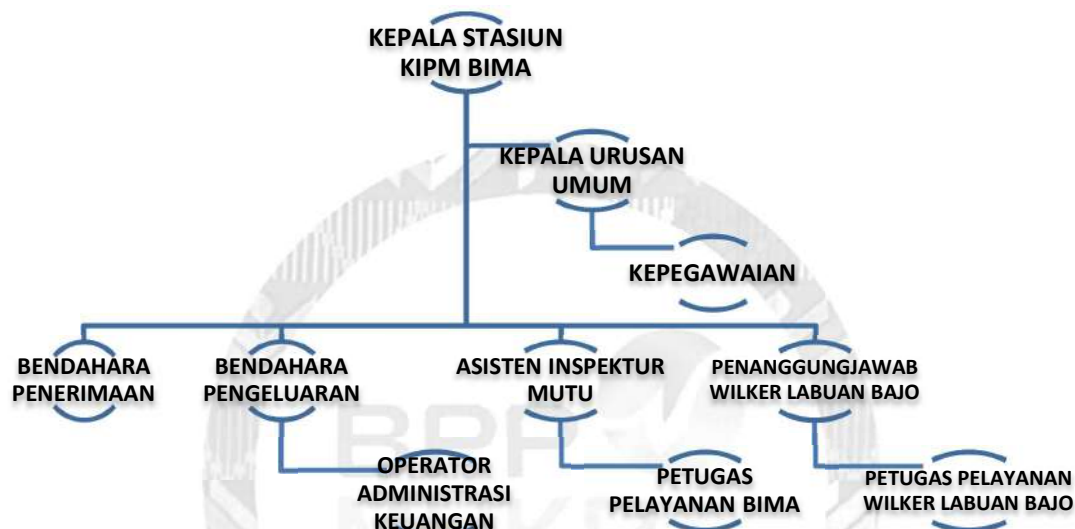 KEPALA STASIUN
KIPM BIMA
KEPALA URUSAN
UMUM
KEPEGAWAIAN
BENDAHARA
PENERIMAAN
BENDAHARA
PENGELUARAN
ASISTEN INSPEKTUR
MUTU
PENANGGUNGJAWAB
WILKER LABUAN BAJO
OPERATOR
ADMINISTRASI
KEUANGAN
PETUGAS
PELAYANAN BIMA
PETUGAS PELAYANAN
WILKER LABUAN BAJO